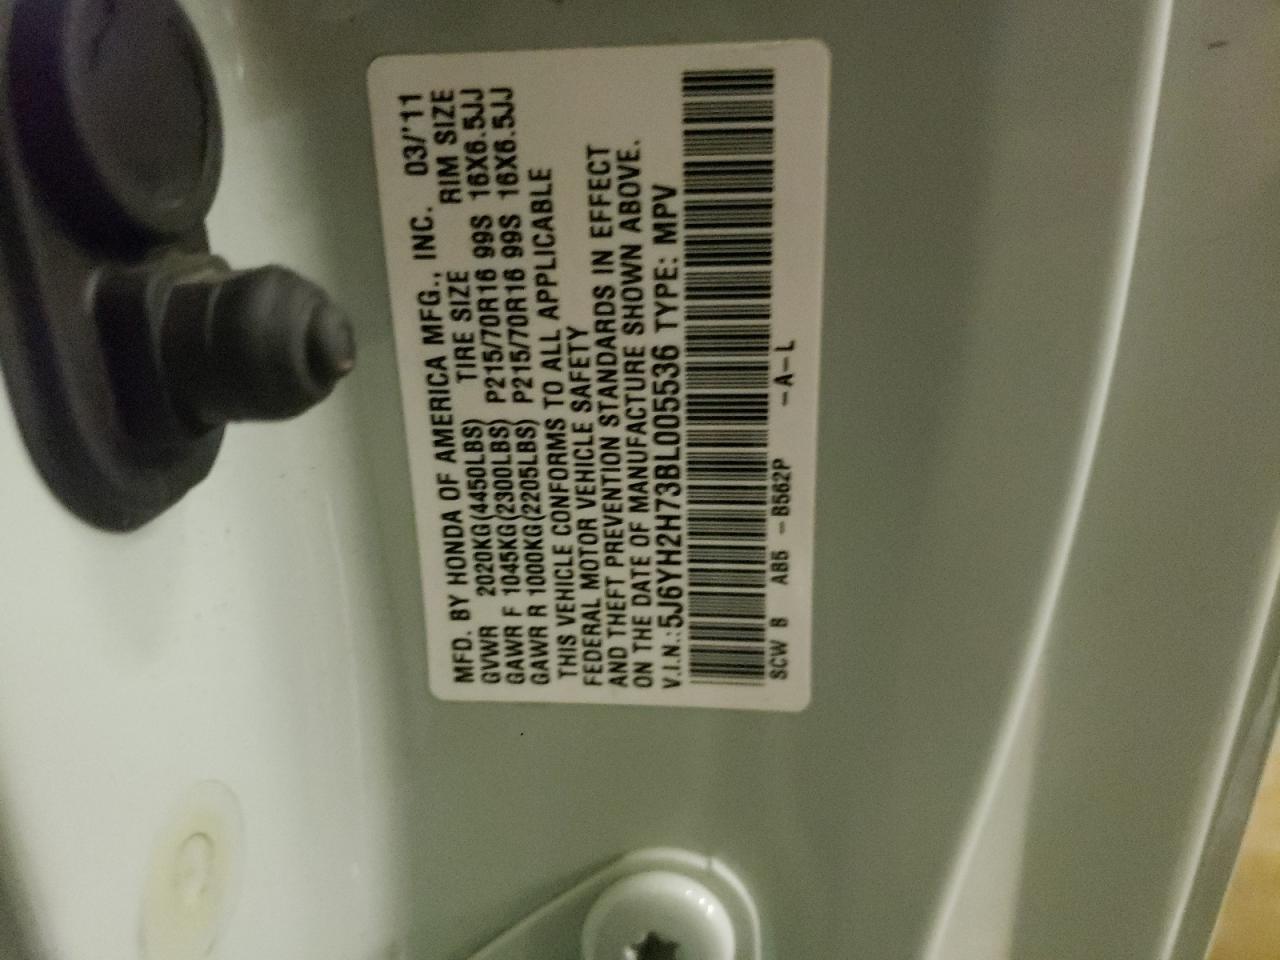 MFD. BY HONDA OF AMERICA MFG., INC. 03/'11
GVWR 2020KG(4450LBS) TIRE SIZE RIM SIZE
GAWR F 1045KG(2300LBS) P215/70R16 99S 16X6.5JJ
GAWR R 1000KG(2205LBS) P215/70R16 99S 16X6.5JJ
THIS VEHICLE CONFORMS TO ALL APPLICABLE
FEDERAL MOTOR VEHICLE SAFETY
AND THEFT PREVENTION STANDARDS IN EFFECT
ON THE DATE OF MANUFACTURE SHOWN ABOVE.
V.I.N.:5J6YH2H73BL005536 TYPE: MPV
SCW B AB5 -B562P -A-L